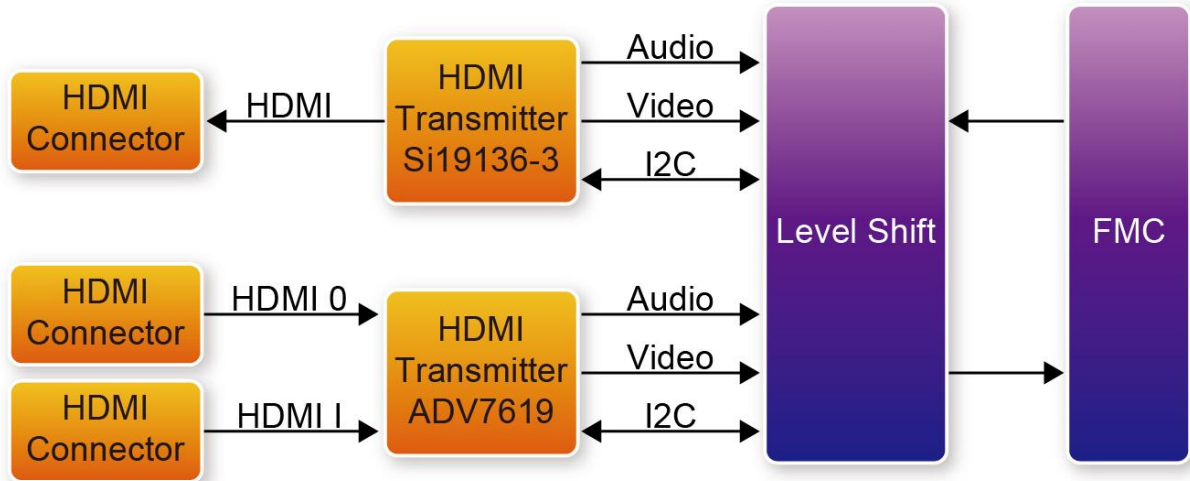 HDMI
Connector
HDMI
HDMI
Transmitter
Si19136-3
Audio
Video
I2C
HDMI
Connector
HDMI 0
HDMI
Connector
HDMI I
HDMI
Transmitter
ADV7619
Audio
Video
I2C
Level Shift
FMC